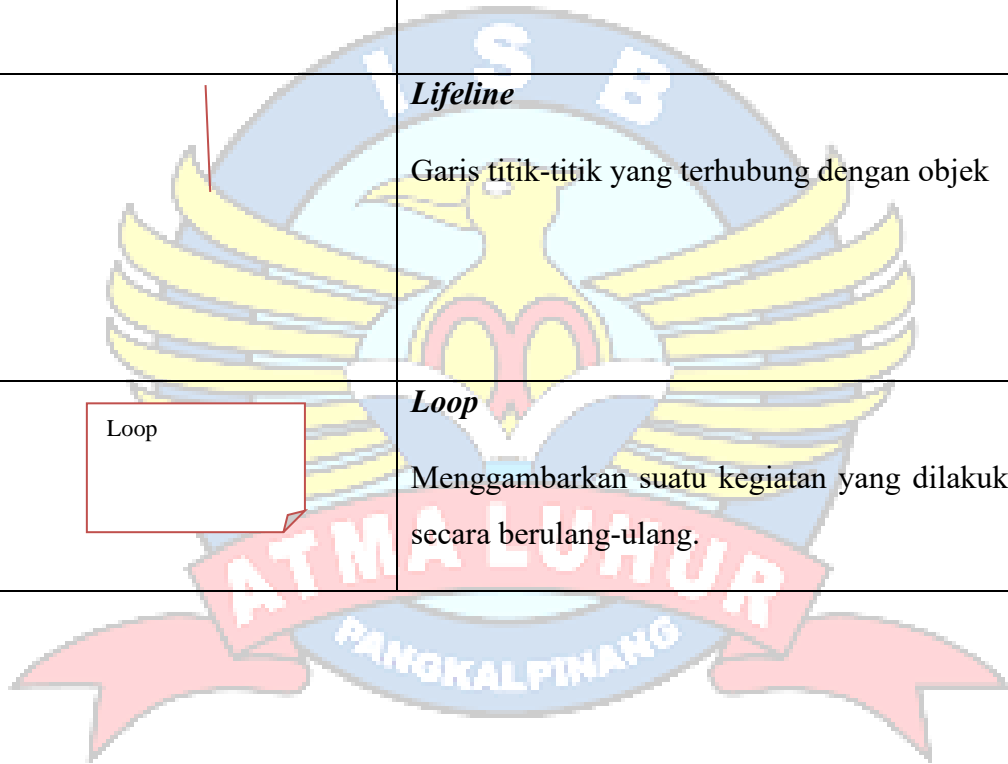 I S B
Lifeline
Garis titik-titik yang terhubung dengan objek
Loop
Loop
Menggambarkan suatu kegiatan yang dilakuk
secara berulang-ulang.
ATMA LUHUR
PANGKALPINANG